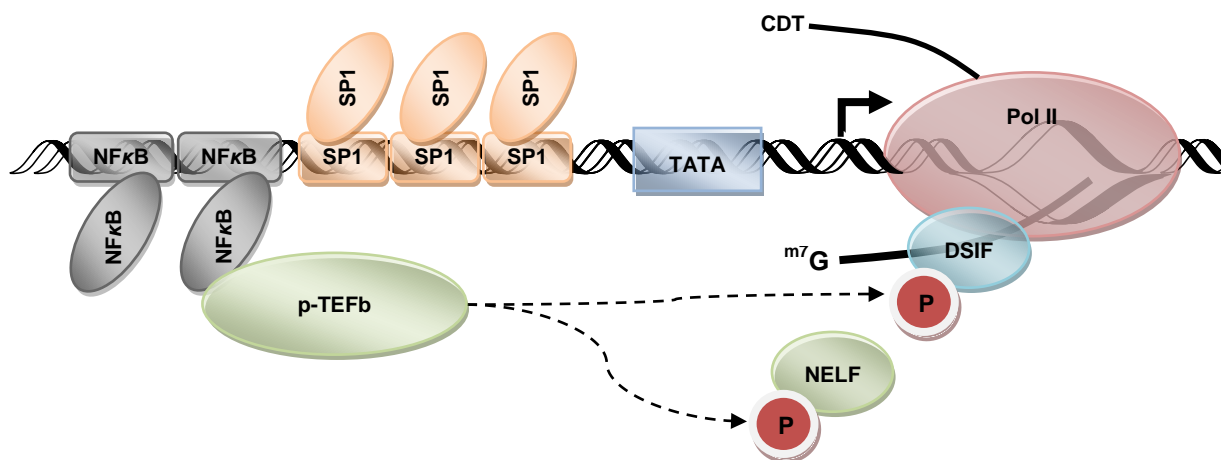 CDT
SP1
SP1
SP1
Pol II
NFκB
NFκB
SP1
SP1
SP1
TATA
NFκB
NFκB
m7G
DSIF
p-TEFb
P
NELF
P